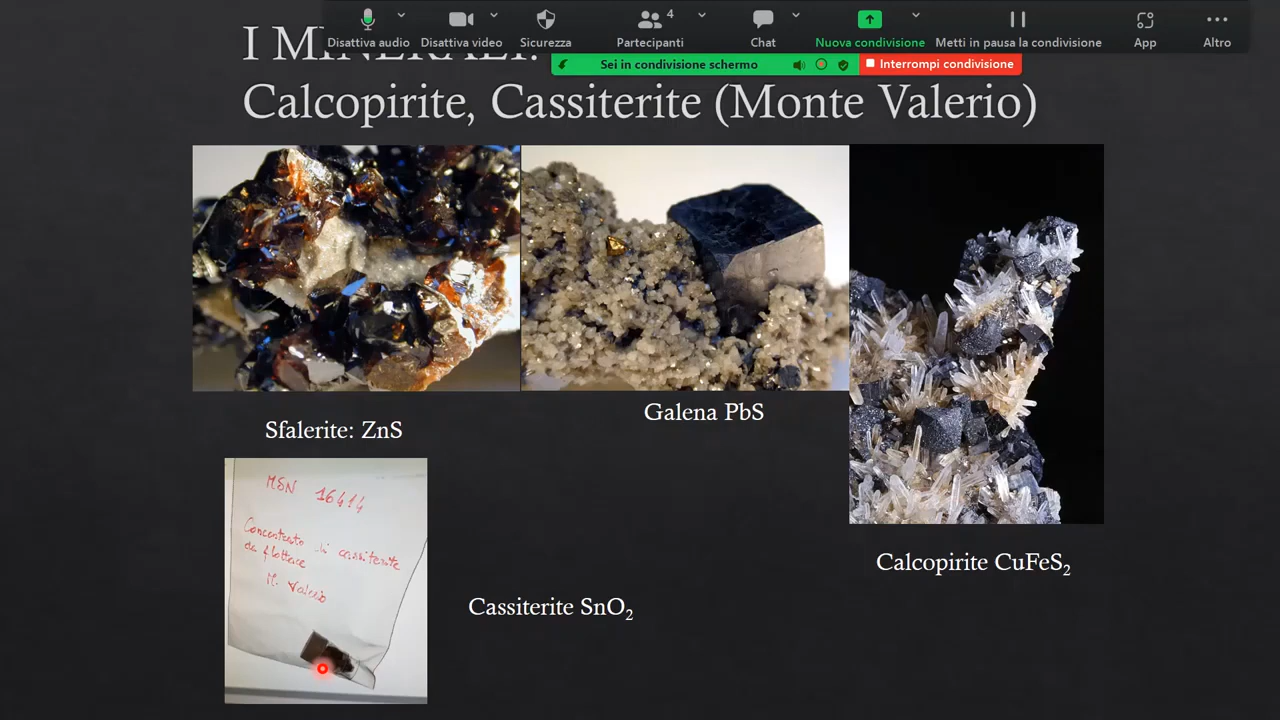 4
Disattiva audio Disattiva video Sicurezza Partecipanti Chat Nuova condivisione Metti in pausa la condivisione App Altro
Sei in condivisione schermo Interrompi condivisione
I MINERALI:
Calcopirite, Cassiterite (Monte Valerio)
Sfalerite: ZnS
Galena PbS
MSN 16414
Concentrato di cassiterite
da flottace
M. Valerio
Calcopirite CuFeS₂
Cassiterite SnO₂